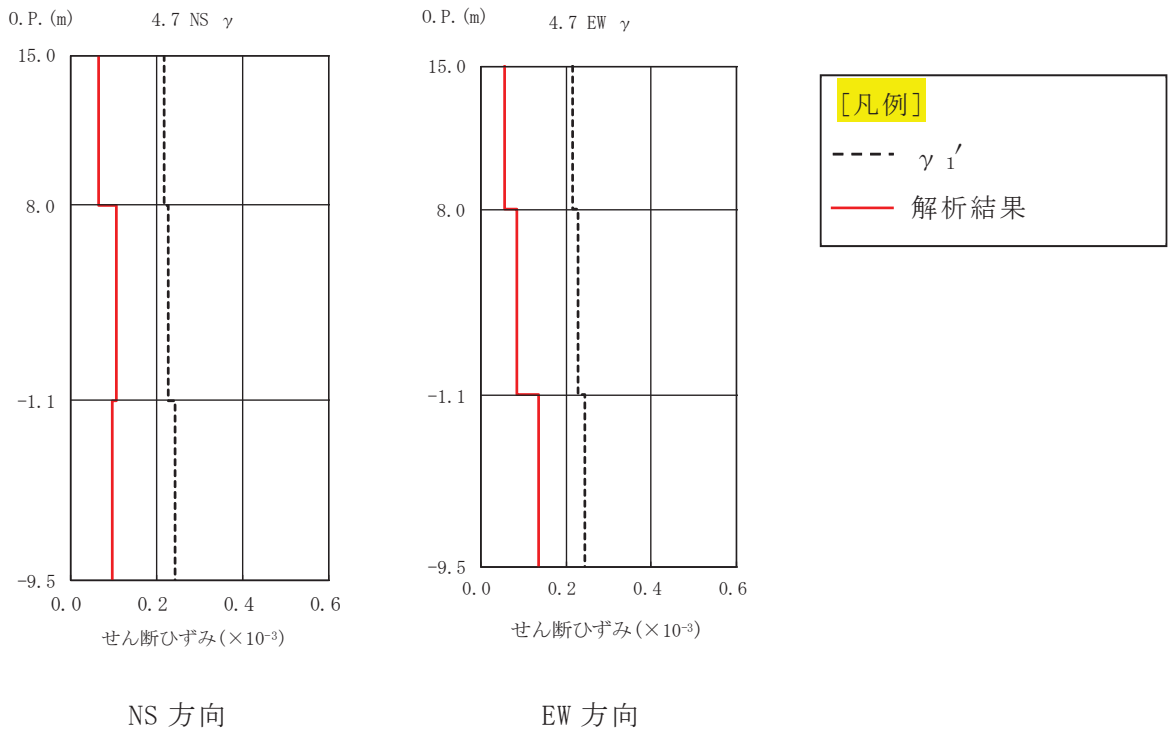 O.P.(m)
4.7 NS γ
15.0
8.0
-1.1
-9.5
0.0 0.2 0.4 0.6
せん断ひずみ(×10⁻³)
NS 方向
O.P.(m)
4.7 EW γ
15.0
8.0
-1.1
-9.5
0.0 0.2 0.4 0.6
せん断ひずみ(×10⁻³)
EW 方向
[凡例]
γ₁′
解析結果